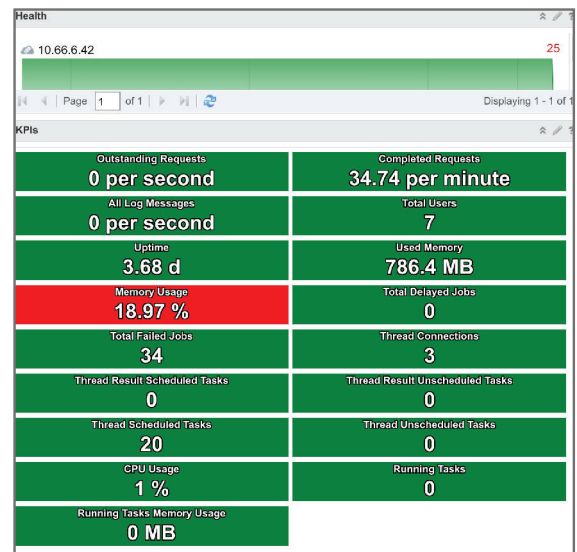 Health
?
10.66.6.42
25
Page 1 of 1
Displaying 1 - 1 of 1
KPIs
?
Outstanding Requests
0 per second
Completed Requests
34.74 per minute
All Log Messages
0 per second
Total Users
7
Uptime
3.68 d
Used Memory
786.4 MB
Memory Usage
18.97 %
Total Delayed Jobs
0
Total Failed Jobs
34
Thread Connections
3
Thread Result Scheduled Tasks
0
Thread Result Unscheduled Tasks
0
Thread Scheduled Tasks
20
Thread Unscheduled Tasks
0
CPU Usage
1 %
Running Tasks
0
Running Tasks Memory Usage
0 MB